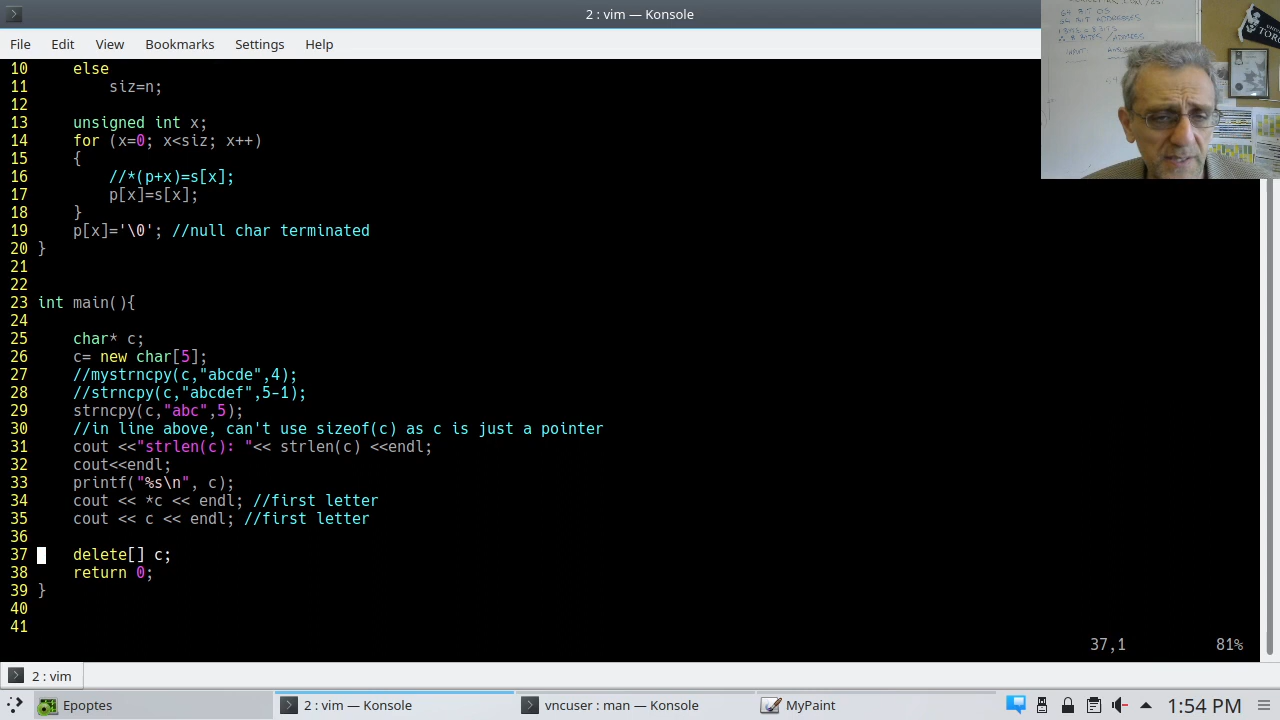 2 : vim — Konsole
File Edit View Bookmarks Settings Help
10 else
11 siz=n;
12
13 unsigned int x;
14 for (x=0; x<siz; x++)
15 {
16 //*(p+x)=s[x];
17 p[x]=s[x];
18 }
19 p[x]='\0'; //null char terminated
20 }
21
22
23 int main(){
24
25 char* c;
26 c= new char[5];
27 //mystrncpy(c,"abcde",4);
28 //strncpy(c,"abcdef",5-1);
29 strncpy(c,"abc",5);
30 //in line above, can't use sizeof(c) as c is just a pointer
31 cout <<"strlen(c): "<< strlen(c) <<endl;
32 cout<<endl;
33 printf("%s\n", c);
34 cout << *c << endl; //first letter
35 cout << c << endl; //first letter
36
37 delete[] c;
38 return 0;
39 }
40
41
37,1 81%
2 : vim
Epoptes 2 : vim — Konsole vncuser : man — Konsole MyPaint 1:54 PM
64 BIT OS
ADDRESSES
INPUT